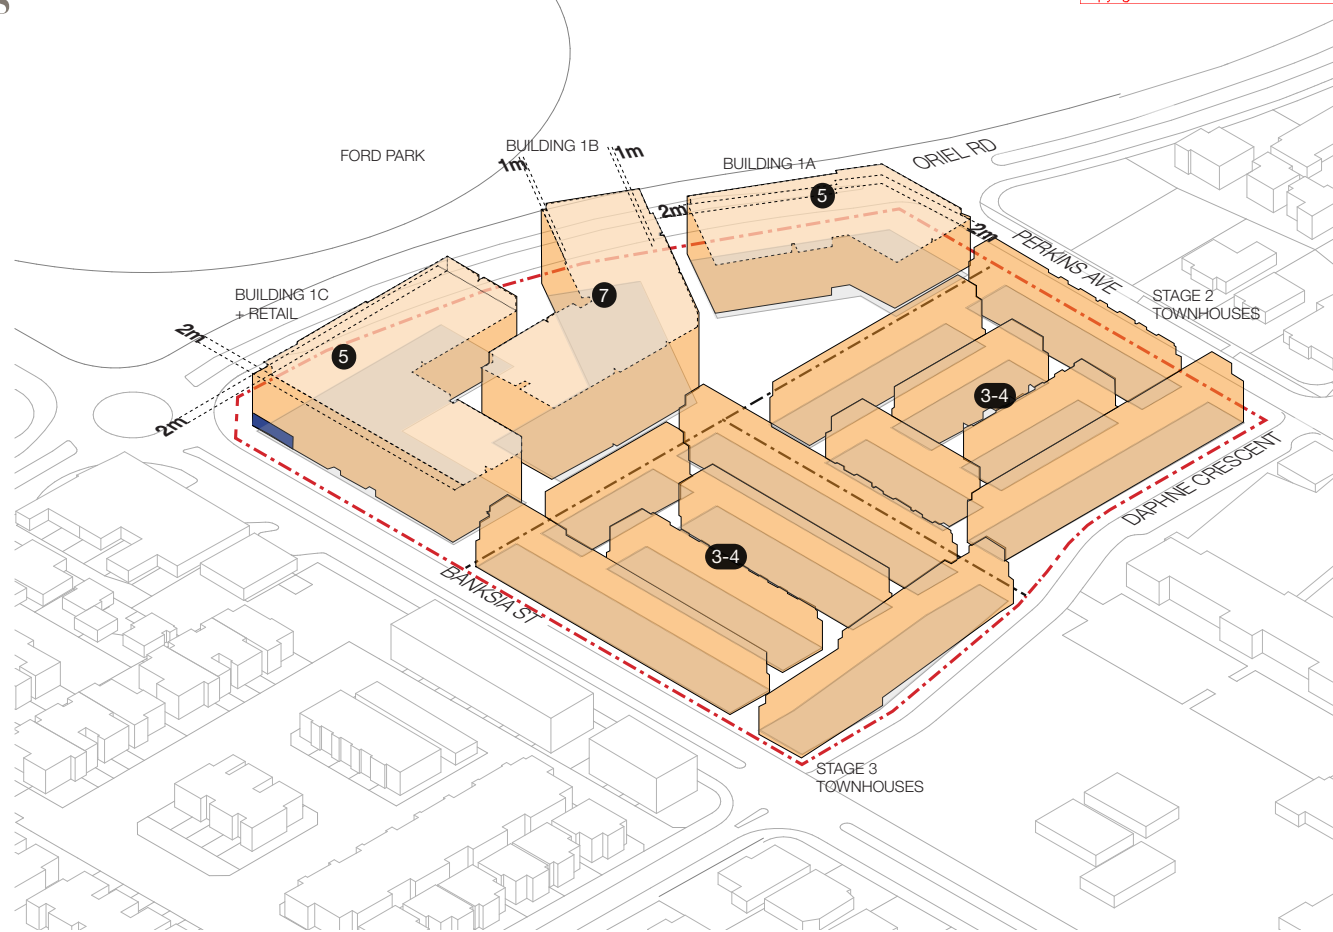 FORD PARK
BUILDING 1B
1m
1m
BUILDING 1A
ORIEL RD
5
2m
2m
PERKINS AVE
BUILDING 1C
+ RETAIL
7
STAGE 2
TOWNHOUSES
2m
5
2m
3-4
DAPHNE CRESCENT
3-4
BANKSIA ST
STAGE 3
TOWNHOUSES